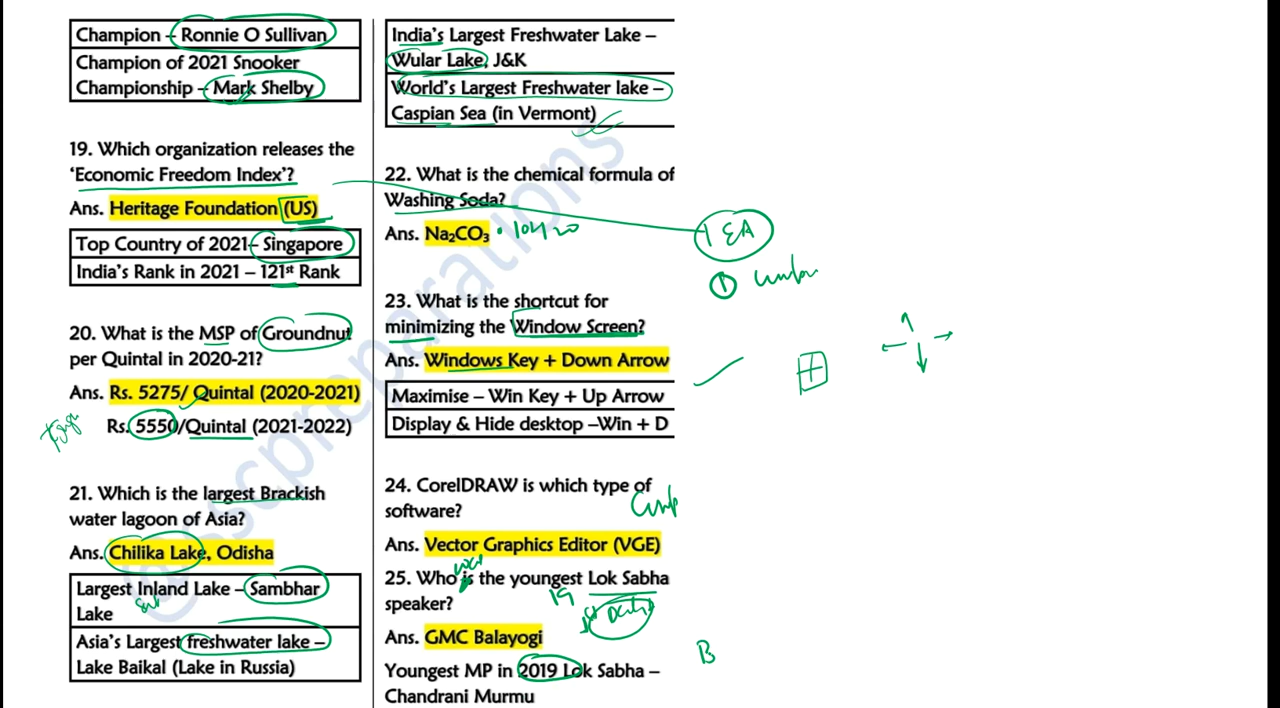 Champion – Ronnie O Sullivan
Champion of 2021 Snooker
Championship – Mark Shelby
19. Which organization releases the
‘Economic Freedom Index’?
Ans. Heritage Foundation (US)
Top Country of 2021– Singapore
India’s Rank in 2021 – 121st Rank
20. What is the MSP of Groundnut
per Quintal in 2020-21?
Ans. Rs. 5275/ Quintal (2020-2021)
Rs. 5550/Quintal (2021-2022)
21. Which is the largest Brackish
water lagoon of Asia?
Ans. Chilika Lake, Odisha
Largest Inland Lake – Sambhar
Lake
Asia’s Largest freshwater lake –
Lake Baikal (Lake in Russia)
India’s Largest Freshwater Lake –
Wular Lake, J&K
World’s Largest Freshwater lake –
Caspian Sea (in Vermont)
22. What is the chemical formula of
Washing Soda?
Ans. Na₂CO₃ . 10H20
23. What is the shortcut for
minimizing the Window Screen?
Ans. Windows Key + Down Arrow
Maximise – Win Key + Up Arrow
Display & Hide desktop –Win + D
24. CorelDRAW is which type of
software?
Ans. Vector Graphics Editor (VGE)
25. Who is the youngest Lok Sabha
speaker?
19
Ans. GMC Balayogi
Youngest MP in 2019 Lok Sabha –
Chandrani Murmu
①
B
@sscpreparations